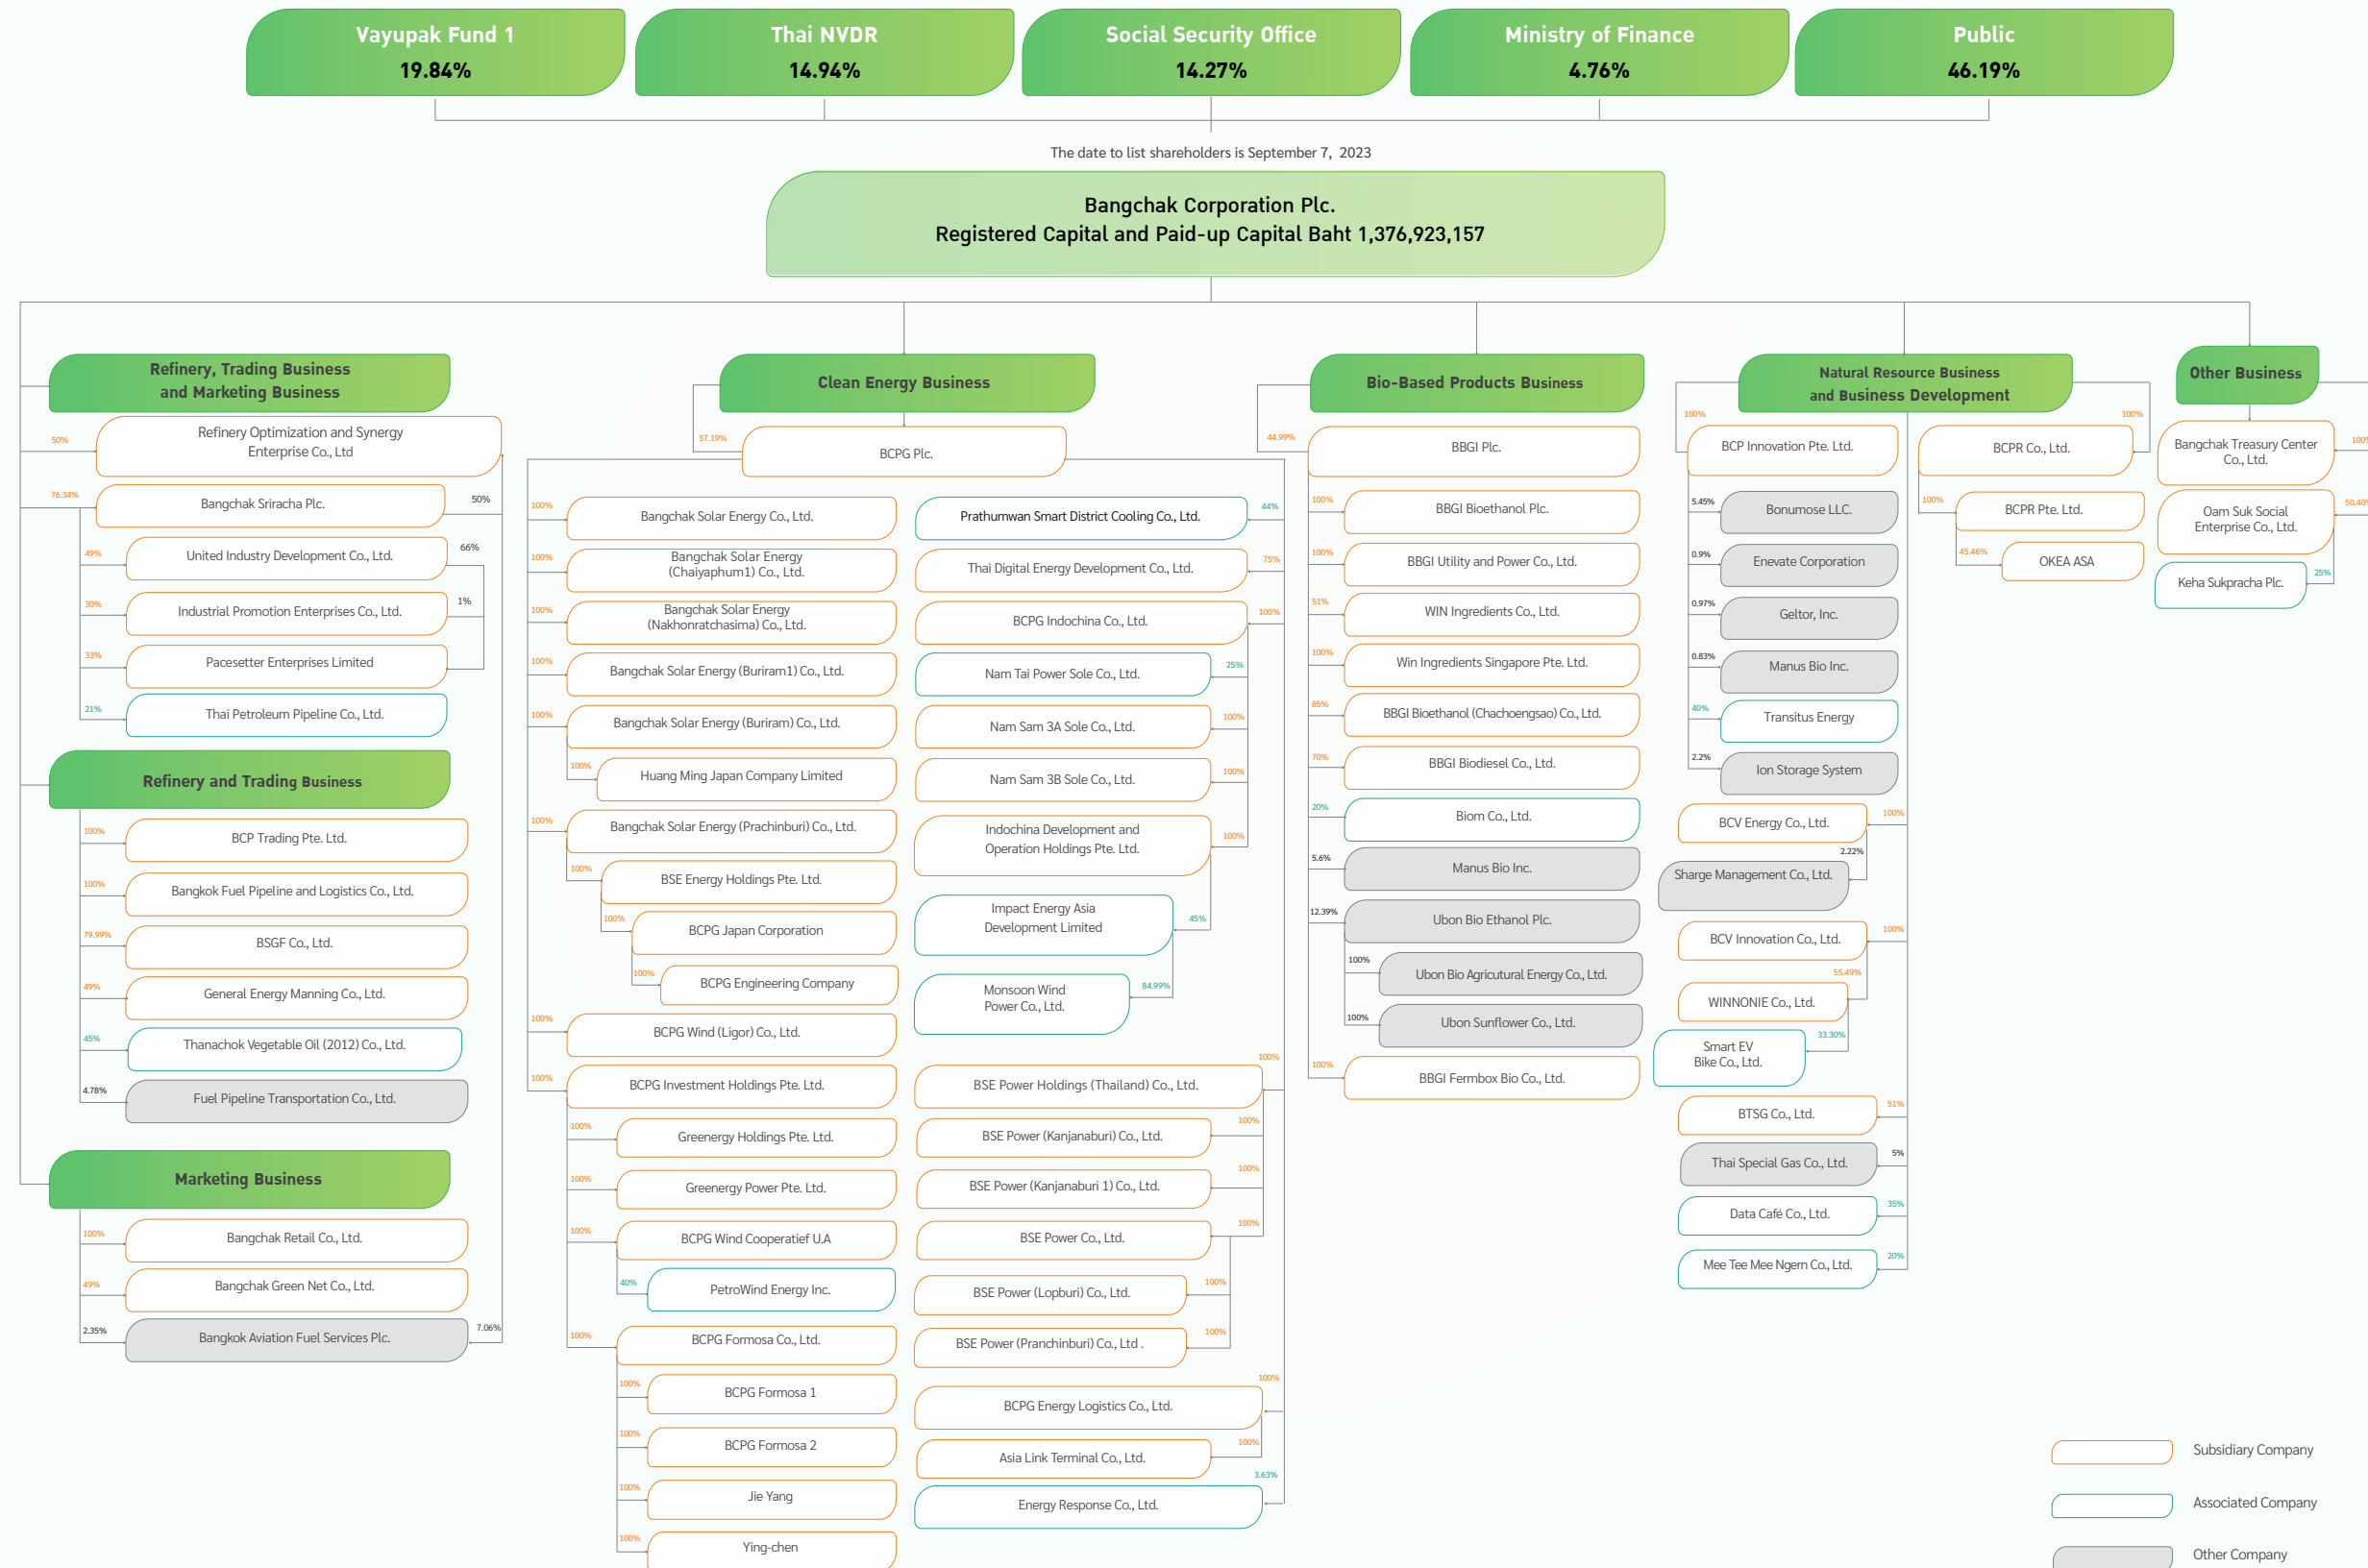 Vayupak Fund 1
19.84%
Thai NVDR
14.94%
Social Security Office
14.27%
Ministry of Finance
4.76%
Public
46.19%
The date to list shareholders is September 7, 2023
Bangchak Corporation Plc.
Registered Capital and Paid-up Capital Baht 1,376,923,157
Refinery, Trading Business
and Marketing Business
50%
Refinery Optimization and Synergy
Enterprise Co., Ltd
76.34%
Bangchak Sriracha Plc.
50%
49%
United Industry Development Co., Ltd.
66%
30%
Industrial Promotion Enterprises Co., Ltd.
1%
33%
Pacesetter Enterprises Limited
21%
Thai Petroleum Pipeline Co., Ltd.
Refinery and Trading Business
100%
BCP Trading Pte. Ltd.
100%
Bangkok Fuel Pipeline and Logistics Co., Ltd.
79.99%
BSGF Co., Ltd.
49%
General Energy Manning Co., Ltd.
45%
Thanachok Vegetable Oil (2012) Co., Ltd.
4.78%
Fuel Pipeline Transportation Co., Ltd.
Marketing Business
100%
Bangchak Retail Co., Ltd.
49%
Bangchak Green Net Co., Ltd.
2.35%
Bangkok Aviation Fuel Services Plc.
7.06%
Clean Energy Business
57.19%
BCPG Plc.
100%
Bangchak Solar Energy Co., Ltd.
100%
Bangchak Solar Energy
(Chaiyaphum1) Co., Ltd.
100%
Bangchak Solar Energy
(Nakhonratchasima) Co., Ltd.
100%
Bangchak Solar Energy (Buriram1) Co., Ltd.
100%
Bangchak Solar Energy (Buriram) Co., Ltd.
100%
Huang Ming Japan Company Limited
100%
Bangchak Solar Energy (Prachinburi) Co., Ltd.
100%
BSE Energy Holdings Pte. Ltd.
100%
BCPG Japan Corporation
100%
BCPG Engineering Company
100%
BCPG Wind (Ligor) Co., Ltd.
100%
BCPG Investment Holdings Pte. Ltd.
100%
Greenergy Holdings Pte. Ltd.
100%
Greenergy Power Pte. Ltd.
100%
BCPG Wind Cooperatief U.A
40%
PetroWind Energy Inc.
100%
BCPG Formosa Co., Ltd.
100%
BCPG Formosa 1
100%
BCPG Formosa 2
100%
Jie Yang
100%
Ying-chen
Prathumwan Smart District Cooling Co., Ltd.
44%
Thai Digital Energy Development Co., Ltd.
75%
BCPG Indochina Co., Ltd.
100%
Nam Tai Power Sole Co., Ltd.
25%
Nam Sam 3A Sole Co., Ltd.
100%
Nam Sam 3B Sole Co., Ltd.
100%
Indochina Development and
Operation Holdings Pte. Ltd.
100%
Impact Energy Asia
Development Limited
45%
Monsoon Wind
Power Co., Ltd.
84.99%
100%
BSE Power Holdings (Thailand) Co., Ltd.
100%
BSE Power (Kanjanaburi) Co., Ltd.
100%
BSE Power (Kanjanaburi 1) Co., Ltd.
100%
BSE Power Co., Ltd.
100%
BSE Power (Lopburi) Co., Ltd.
100%
BSE Power (Pranchinburi) Co., Ltd .
100%
BCPG Energy Logistics Co., Ltd.
100%
Asia Link Terminal Co., Ltd.
3.63%
Energy Response Co., Ltd.
Bio-Based Products Business
44.99%
BBGI Plc.
100%
BBGI Bioethanol Plc.
100%
BBGI Utility and Power Co., Ltd.
51%
WIN Ingredients Co., Ltd.
100%
Win Ingredients Singapore Pte. Ltd.
85%
BBGI Bioethanol (Chachoengsao) Co., Ltd.
70%
BBGI Biodiesel Co., Ltd.
20%
Biom Co., Ltd.
5.6%
Manus Bio Inc.
12.39%
Ubon Bio Ethanol Plc.
100%
Ubon Bio Agricutural Energy Co., Ltd.
100%
Ubon Sunflower Co., Ltd.
100%
BBGI Fermbox Bio Co., Ltd.
Natural Resource Business
and Business Development
100%
BCP Innovation Pte. Ltd.
5.45%
Bonumose LLC.
0.9%
Enevate Corporation
0.97%
Geltor, Inc.
0.83%
Manus Bio Inc.
40%
Transitus Energy
2.2%
Ion Storage System
100%
BCPR Co., Ltd.
100%
BCPR Pte. Ltd.
45.46%
OKEA ASA
BCV Energy Co., Ltd.
100%
2.22%
Sharge Management Co., Ltd.
BCV Innovation Co., Ltd.
100%
55.49%
WINNONIE Co., Ltd.
33.30%
Smart EV
Bike Co., Ltd.
BTSG Co., Ltd.
51%
Thai Special Gas Co., Ltd.
5%
Data Café Co., Ltd.
35%
Mee Tee Mee Ngern Co., Ltd.
20%
Other Business
Bangchak Treasury Center
Co., Ltd.
100%
Oam Suk Social
Enterprise Co., Ltd.
50.40%
Keha Sukpracha Plc.
25%
Subsidiary Company
Associated Company
Other Company